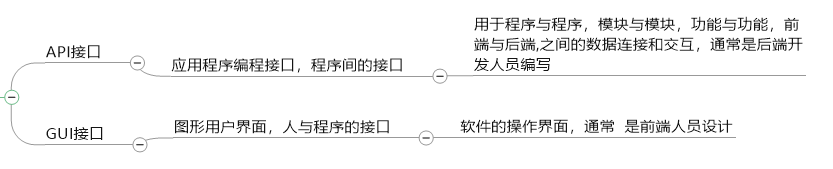 API接口
应用程序编程接口，程序间的接口
用于程序与程序，模块与模块，功能与功能，前
端与后端,之间的数据连接和交互，通常是后端开
发人员编写
GUI接口
图形用户界面，人与程序的接口
软件的操作界面，通常 是前端人员设计